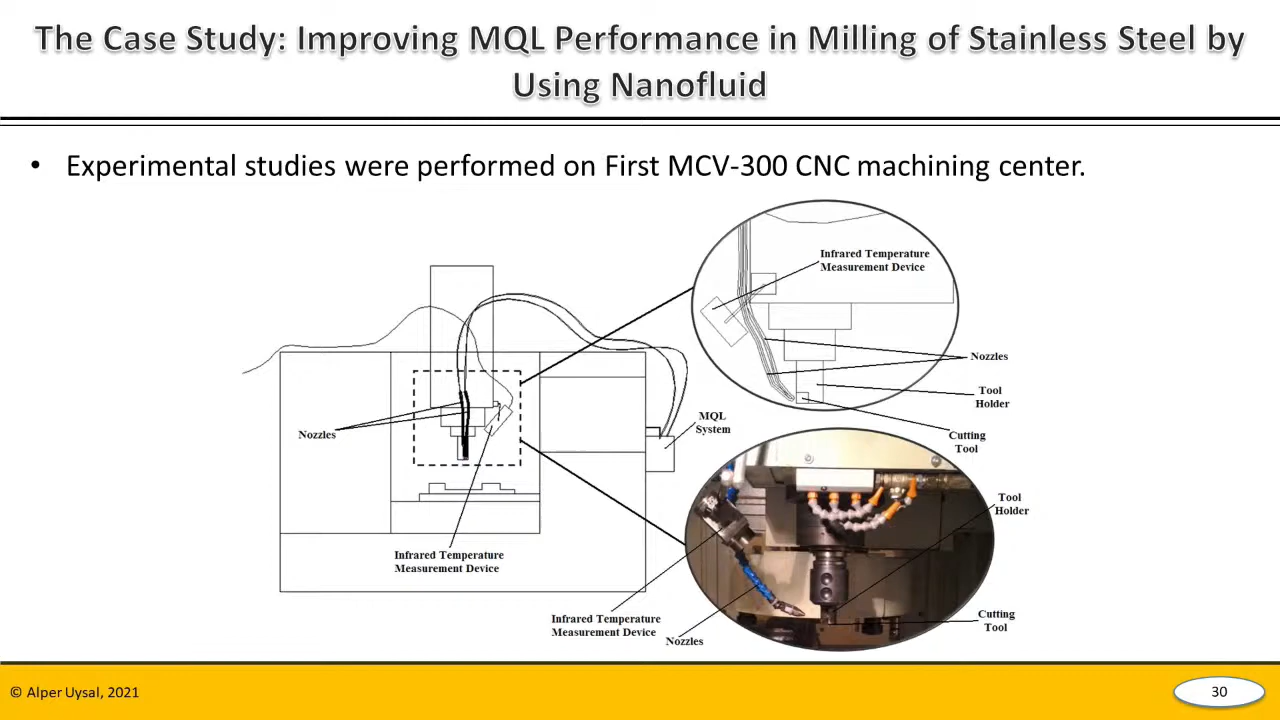 The Case Study: Improving MQL Performance in Milling of Stainless Steel by
Using Nanofluid
• Experimental studies were performed on First MCV-300 CNC machining center.
Infrared Temperature
Measurement Device
Nozzles
Tool
Holder
Cutting
Tool
MQL
System
Nozzles
Infrared Temperature
Measurement Device
Tool
Holder
Cutting
Tool
Infrared Temperature
Measurement Device
Nozzles
© Alper Uysal, 2021
30